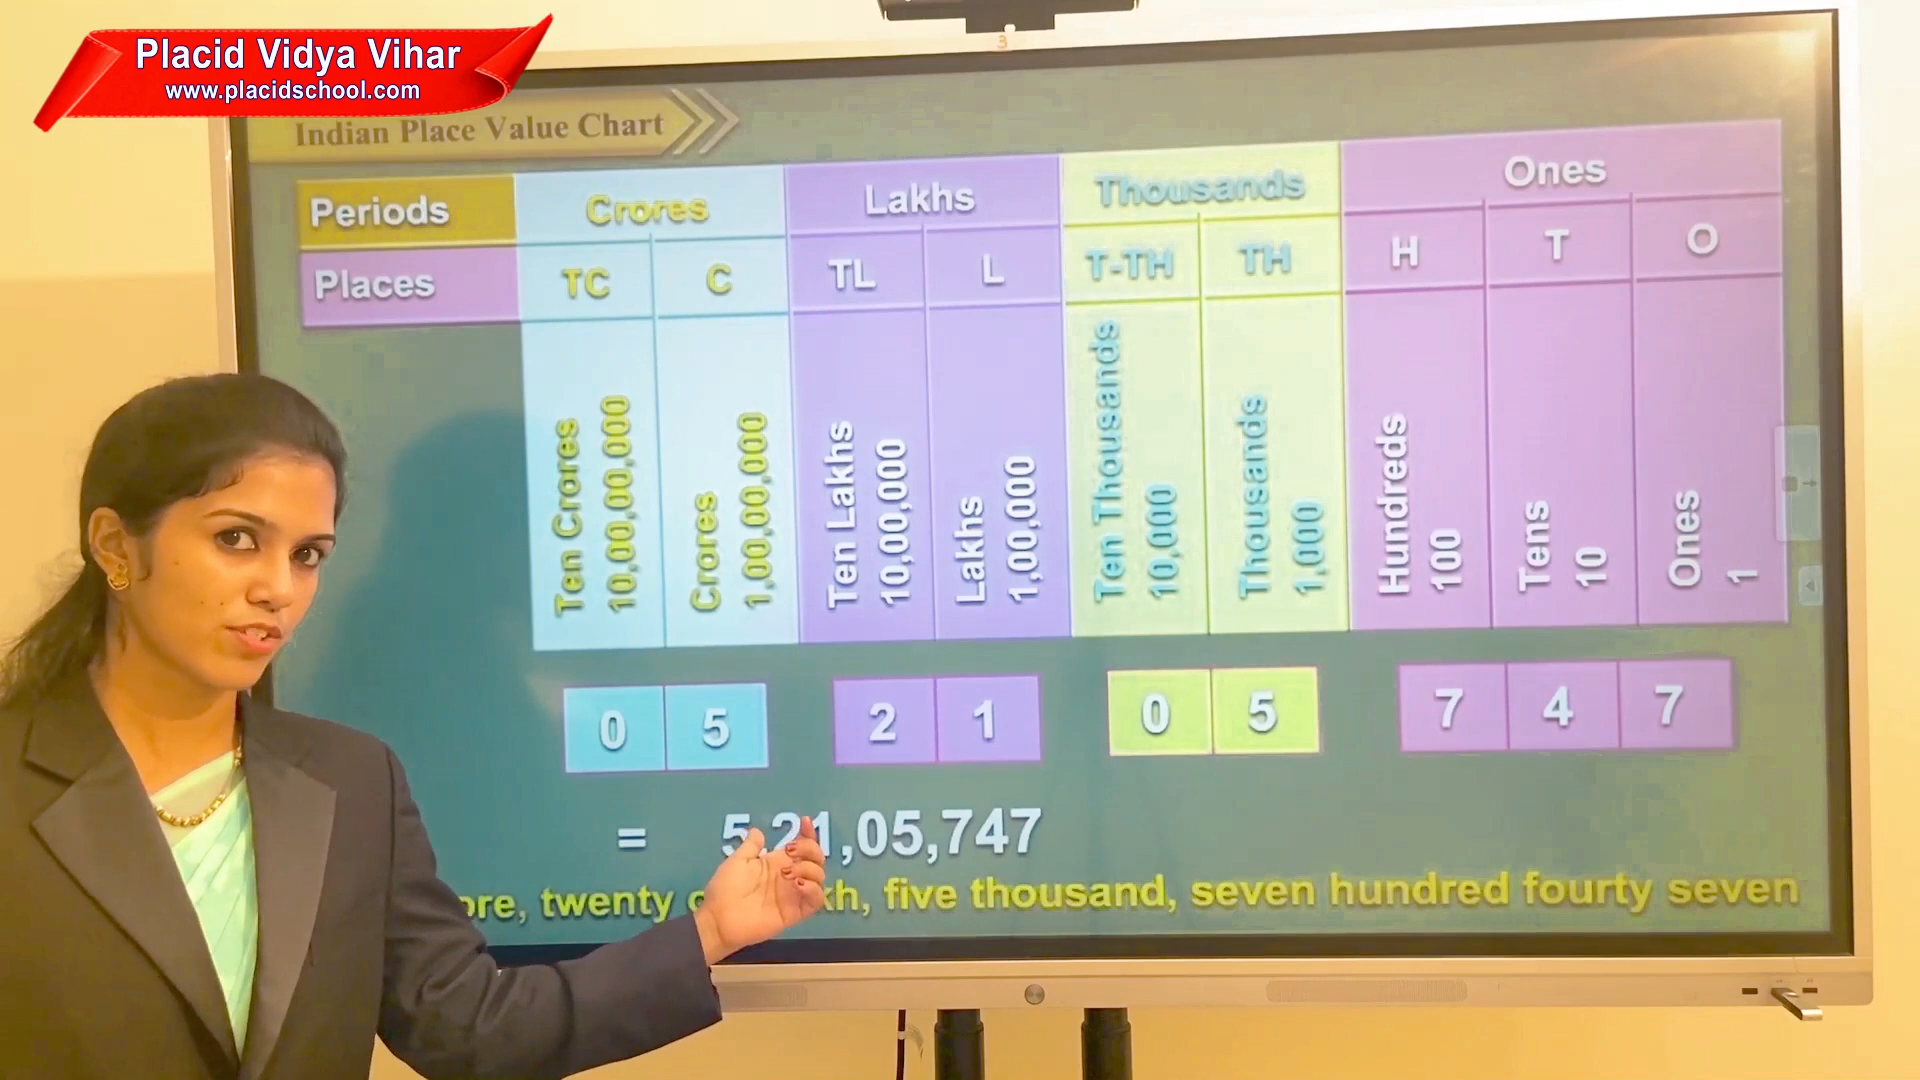 Placid Vidya Vihar
www.placidschool.com
3
Indian Place Value Chart
Periods Crores Lakhs Thousands Ones
Places TC C TL L T-TH TH H T O
Ten Crores 10,00,00,000
Crores 1,00,00,000
Ten Lakhs 10,00,000
Lakhs 1,00,000
Ten Thousands 10,000
Thousands 1,000
Hundreds 100
Tens 10
Ones 1
0 5 2 1 0 5 7 4 7
= 5,21,05,747
twenty five thousand, seven hundred fourty seven